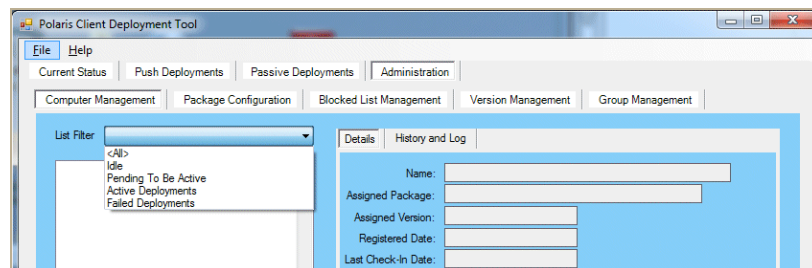 Polaris Client Deployment Tool
File Help
Current Status Push Deployments Passive Deployments Administration
Computer Management Package Configuration Blocked List Management Version Management Group Management
List Filter
<All>
Idle
Pending To Be Active
Active Deployments
Failed Deployments
Details History and Log
Name:
Assigned Package:
Assigned Version:
Registered Date:
Last Check-In Date: